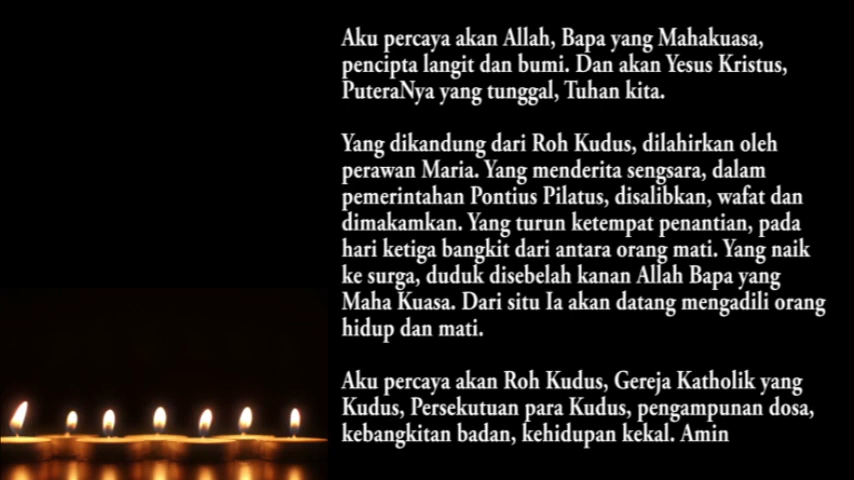 Aku percaya akan Allah, Bapa yang Mahakuasa,
pencipta langit dan bumi. Dan akan Yesus Kristus,
PuteraNya yang tunggal, Tuhan kita.
Yang dikandung dari Roh Kudus, dilahirkan oleh
perawan Maria. Yang menderita sengsara, dalam
pemerintahan Pontius Pilatus, disalibkan, wafat dan
dimakamkan. Yang turun ketempat penantian, pada
hari ketiga bangkit dari antara orang mati. Yang naik
ke surga, duduk disebelah kanan Allah Bapa yang
Maha Kuasa. Dari situ Ia akan datang mengadili orang
hidup dan mati.
Aku percaya akan Roh Kudus, Gereja Katholik yang
Kudus, Persekutuan para Kudus, pengampunan dosa,
kebangkitan badan, kehidupan kekal. Amin